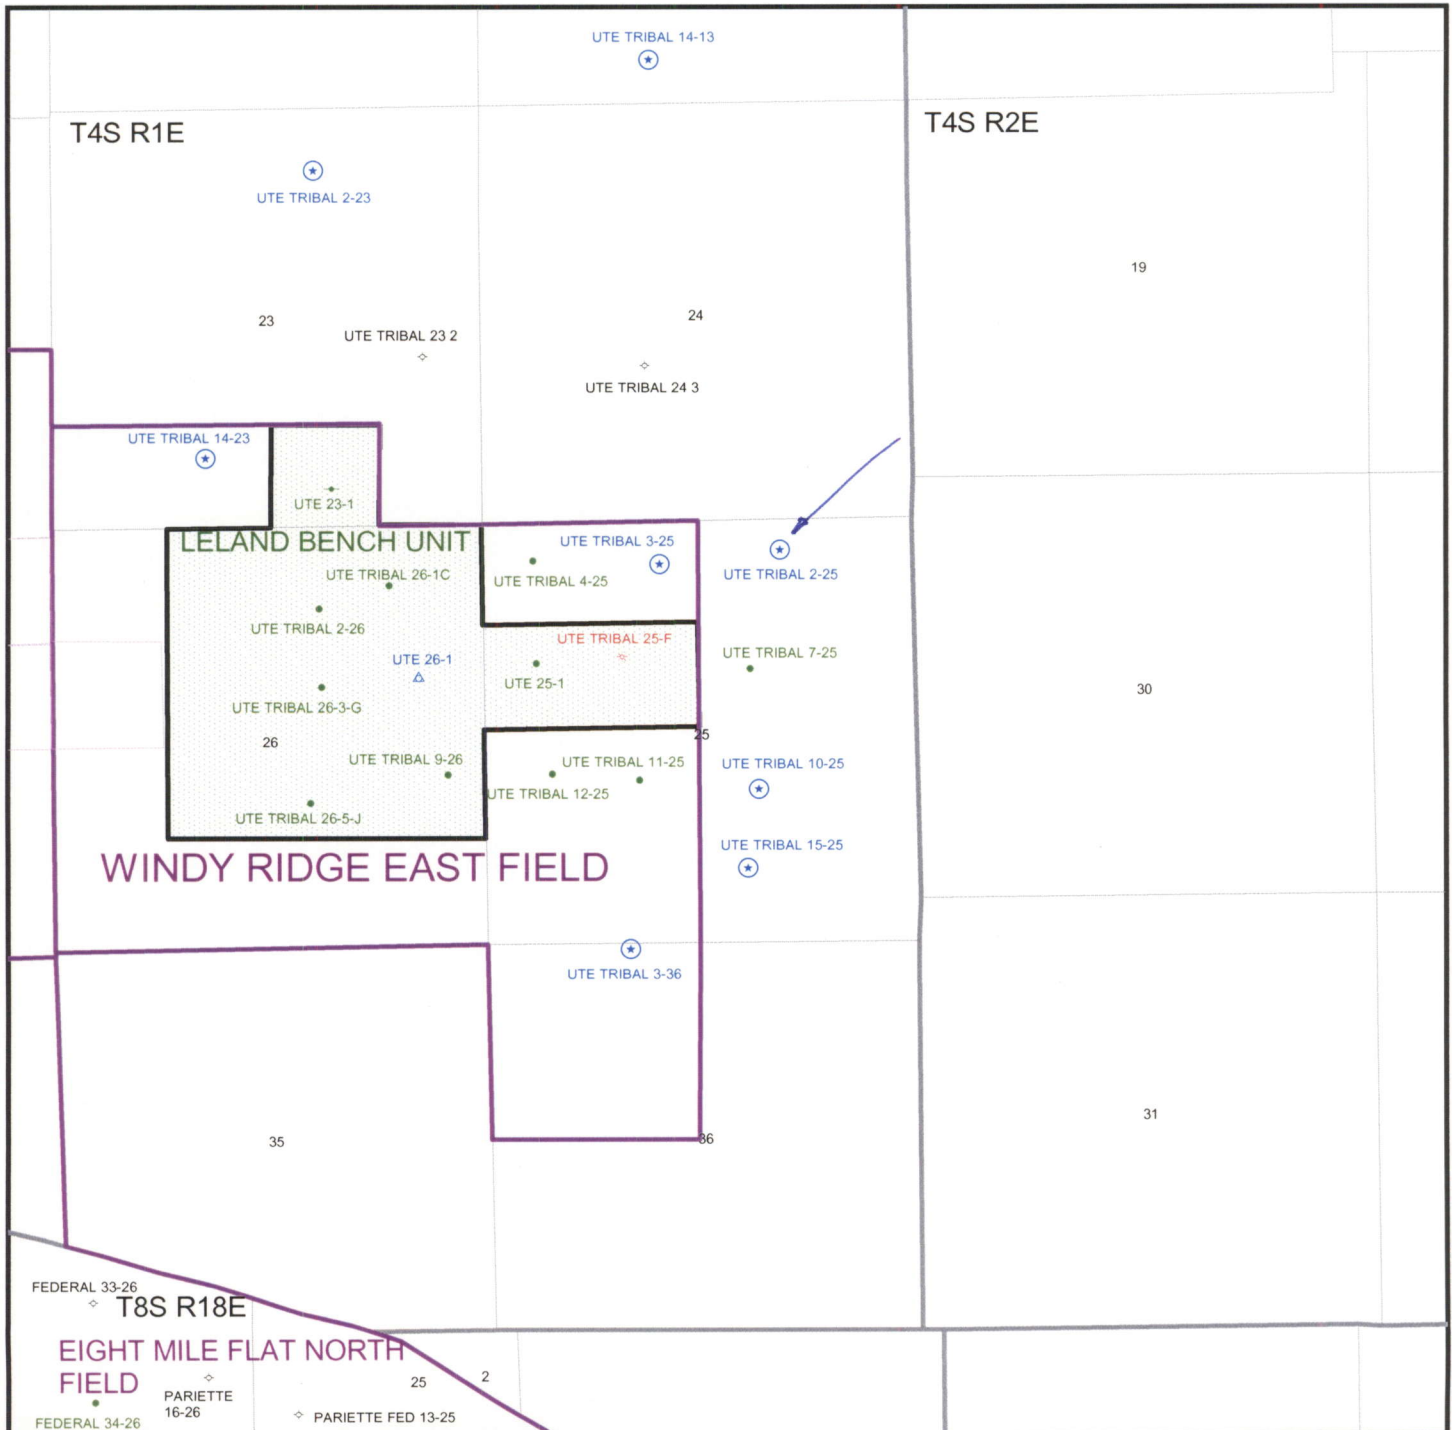 UTE TRIBAL 14-13
T4S R1E
T4S R2E
UTE TRIBAL 2-23
19
23
24
UTE TRIBAL 23 2
UTE TRIBAL 24 3
UTE TRIBAL 14-23
UTE 23-1
LELAND BENCH UNIT
UTE TRIBAL 3-25
UTE TRIBAL 26-1C
UTE TRIBAL 4-25
UTE TRIBAL 2-25
UTE TRIBAL 2-26
UTE TRIBAL 25-F
UTE 26-1
UTE TRIBAL 7-25
UTE 25-1
UTE TRIBAL 26-3-G
30
26
25
UTE TRIBAL 9-26
UTE TRIBAL 11-25
UTE TRIBAL 10-25
UTE TRIBAL 12-25
UTE TRIBAL 26-5-J
UTE TRIBAL 15-25
WINDY RIDGE EAST FIELD
UTE TRIBAL 3-36
31
35
36
FEDERAL 33-26
T8S R18E
EIGHT MILE FLAT NORTH
FIELD
25
2
PARIETTE
16-26
PARIETTE FED 13-25
FEDERAL 34-26